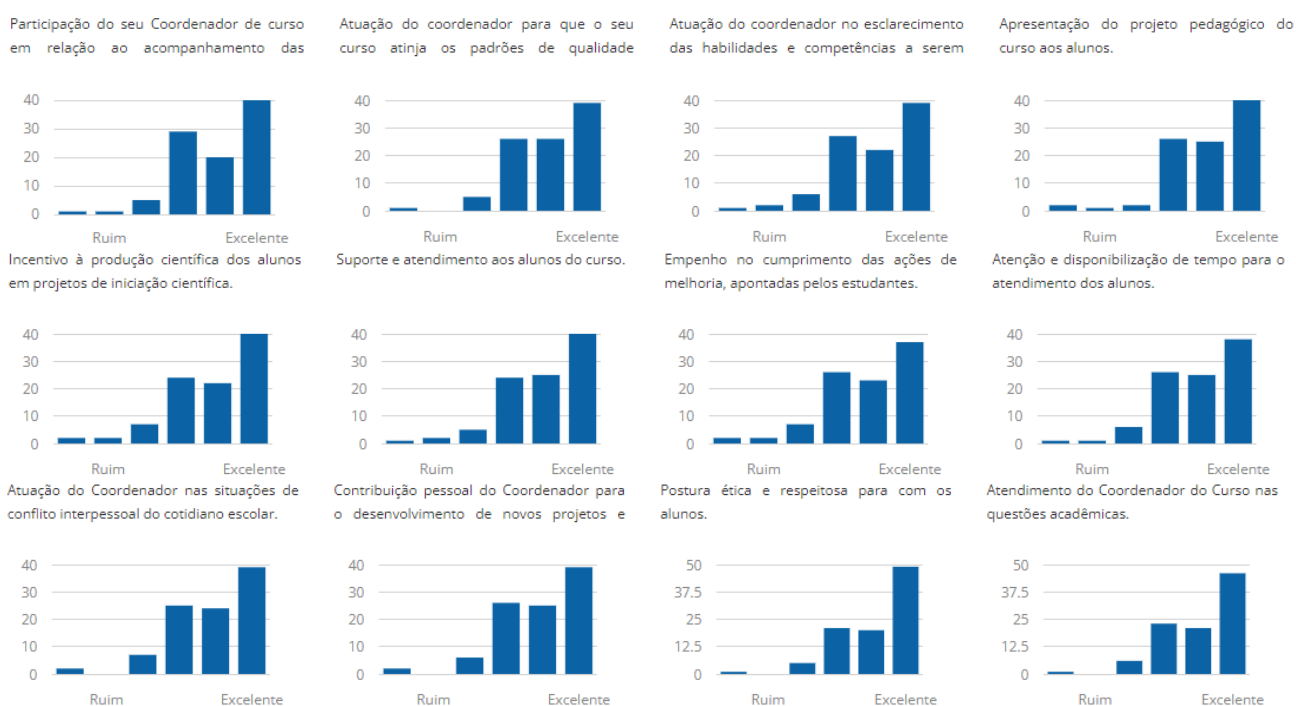 Participação do seu Coordenador de curso
em relação ao acompanhamento das
Atuação do coordenador para que o seu
curso atinja os padrões de qualidade
Atuação do coordenador no esclarecimento
das habilidades e competências a serem
Apresentação do projeto pedagógico do
curso aos alunos.
40
30
20
10
0
Ruim Excelente
40
30
20
10
0
Ruim Excelente
40
30
20
10
0
Ruim Excelente
40
30
20
10
0
Ruim Excelente
Incentivo à produção científica dos alunos
em projetos de iniciação científica.
Suporte e atendimento aos alunos do curso.
Empenho no cumprimento das ações de
melhoria, apontadas pelos estudantes.
Atenção e disponibilização de tempo para o
atendimento dos alunos.
40
30
20
10
0
Ruim Excelente
40
30
20
10
0
Ruim Excelente
40
30
20
10
0
Ruim Excelente
40
30
20
10
0
Ruim Excelente
Atuação do Coordenador nas situações de
conflito interpessoal do cotidiano escolar.
Contribuição pessoal do Coordenador para
o desenvolvimento de novos projetos e
Postura ética e respeitosa para com os
alunos.
Atendimento do Coordenador do Curso nas
questões acadêmicas.
40
30
20
10
0
Ruim Excelente
40
30
20
10
0
Ruim Excelente
50
37.5
25
12.5
0
Ruim Excelente
50
37.5
25
12.5
0
Ruim Excelente